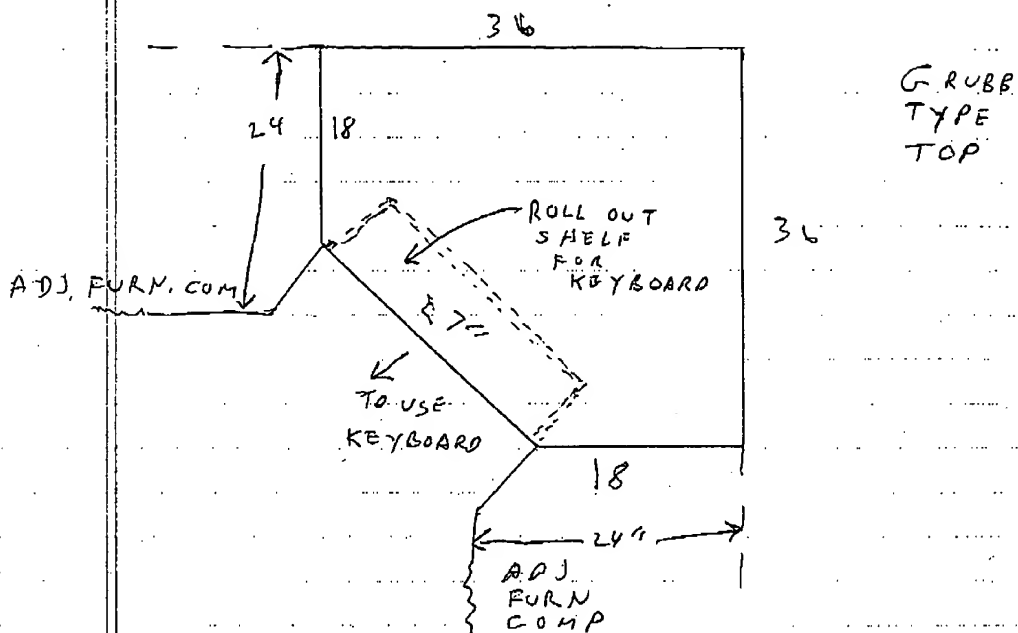 36
GRUBB
TYPE
TOP
24
18
ROLL OUT
SHELF
FOR
KEYBOARD
36
ADJ. FURN. COM
TO USE
KEYBOARD
18
24"
ADJ
FURN
COMP